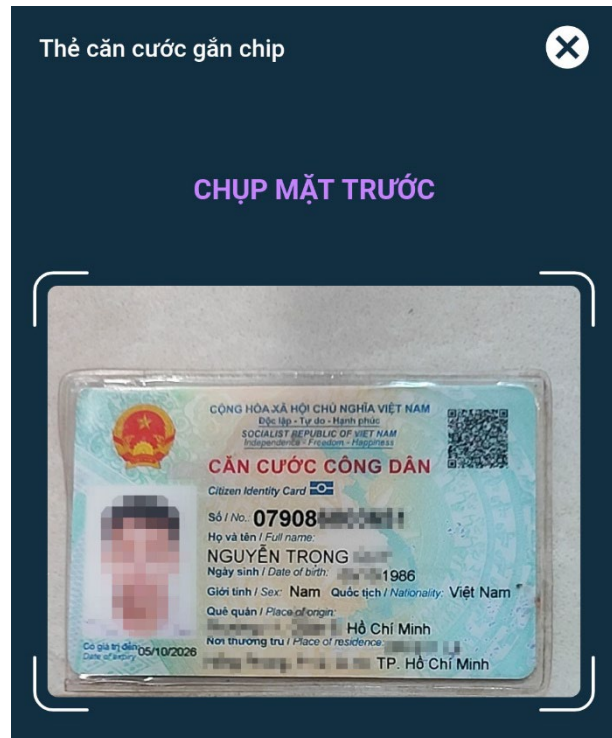 Thẻ căn cước gắn chip
CHỤP MẶT TRƯỚC
CỘNG HÒA XÃ HỘI CHỦ NGHĨA VIỆT NAM
Độc lập - Tự do - Hạnh phúc
SOCIALIST REPUBLIC OF VIET NAM
Independence - Freedom - Happiness
CĂN CƯỚC CÔNG DÂN
Citizen Identity Card
Số / No.: 07908
Họ và tên / Full name:
NGUYỄN TRỌNG
Ngày sinh / Date of birth: 1986
Giới tính / Sex: Nam Quốc tịch / Nationality: Việt Nam
Quê quán / Place of origin:
Hồ Chí Minh
Nơi thường trú / Place of residence:
TP. Hồ Chí Minh
Có giá trị đến: 05/10/2026
Date of expiry